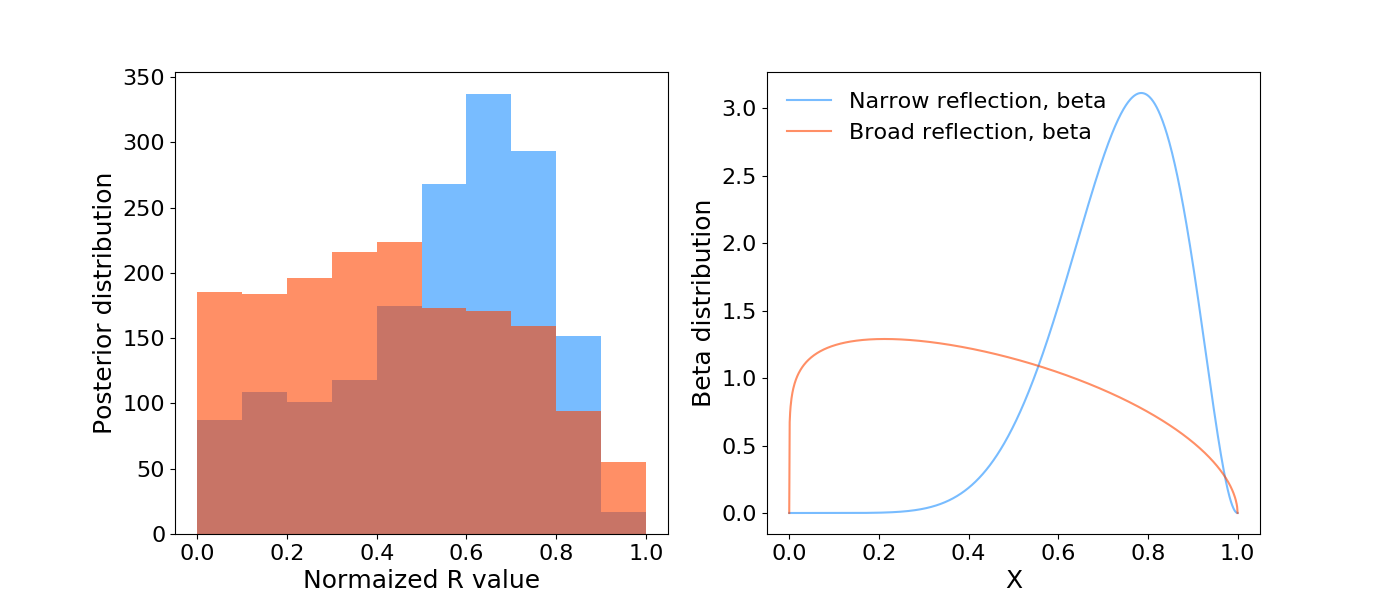 Posterior distribution
350
300
250
200
150
100
50
0
0.0 0.2 0.4 0.6 0.8 1.0
Normaized R value
Beta distribution
3.0
2.5
2.0
1.5
1.0
0.5
0.0
Narrow reflection, beta
Broad reflection, beta
0.0 0.2 0.4 0.6 0.8 1.0
X